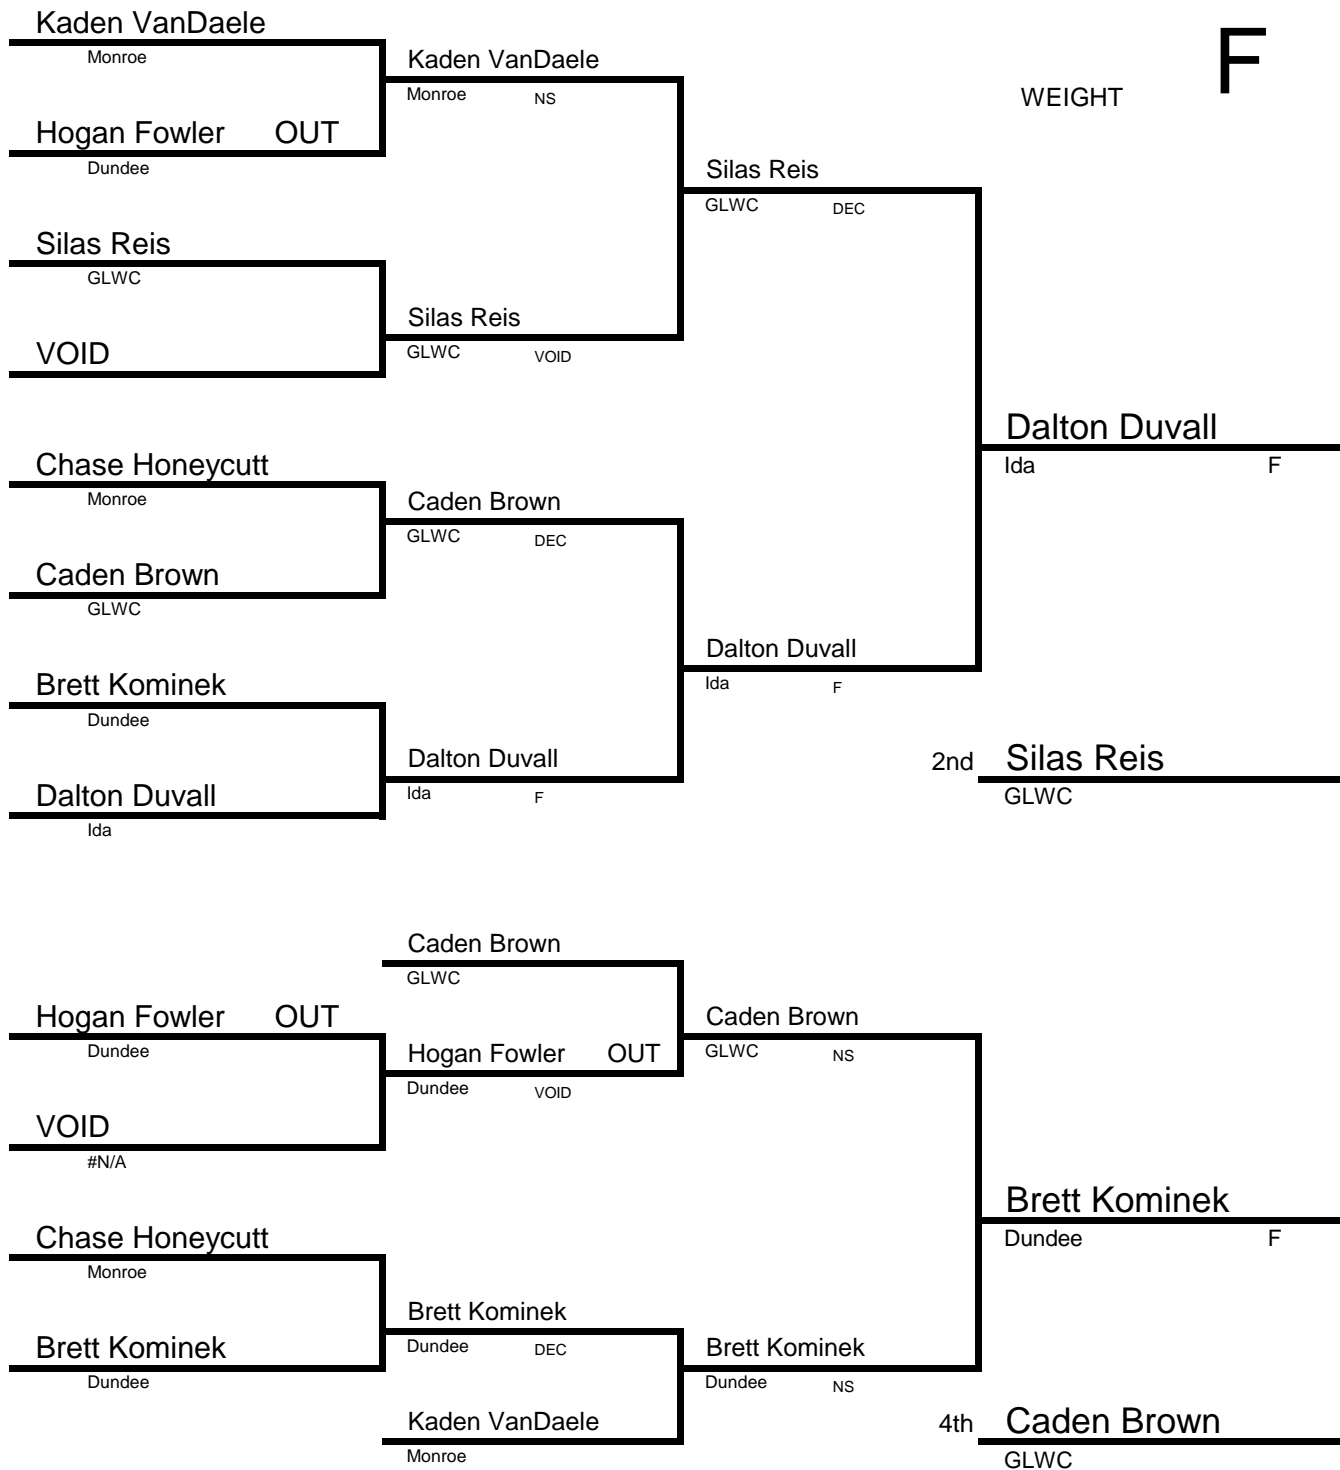 Kaden VanDaele
Monroe
Kaden VanDaele
Monroe NS
WEIGHT F
Hogan Fowler OUT
Dundee
Silas Reis
GLWC DEC
Silas Reis
GLWC
Silas Reis
GLWC VOID
VOID
Dalton Duvall
Ida F
Chase Honeycutt
Monroe
Caden Brown
GLWC DEC
Caden Brown
GLWC
Dalton Duvall
Ida F
Brett Kominek
Dundee
Dalton Duvall
Ida F
2nd Silas Reis
GLWC
Dalton Duvall
Ida
Caden Brown
GLWC
Hogan Fowler OUT
Dundee
Caden Brown
GLWC NS
Hogan Fowler OUT
Dundee VOID
VOID
#N/A
Brett Kominek
Dundee F
Chase Honeycutt
Monroe
Brett Kominek
Dundee DEC
Brett Kominek
Dundee
Brett Kominek
Dundee NS
Kaden VanDaele
Monroe
4th Caden Brown
GLWC